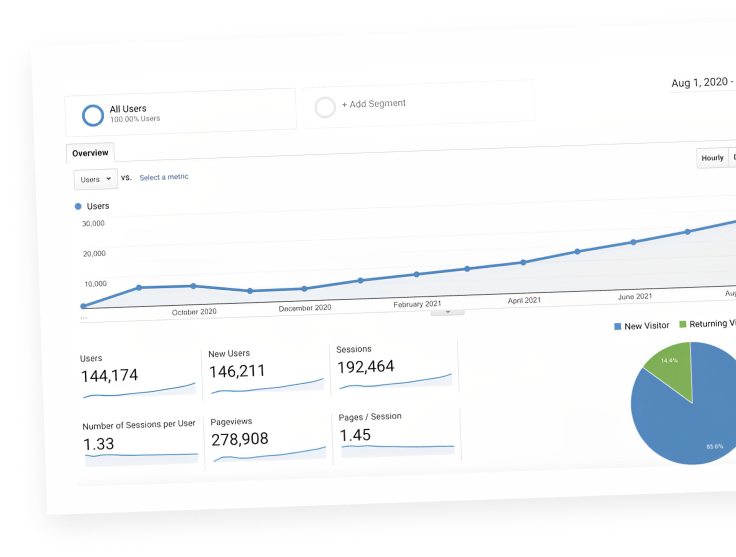 All Users
100.00% Users
+ Add Segment
Aug 1, 2020 -
Overview
Users
vs.
Select a metric
Hourly
Users
30,000
20,000
10,000
...
October 2020
December 2020
February 2021
April 2021
June 2021
Aug
New Visitor
Returning Vi
Users
144,174
New Users
146,211
Sessions
192,464
Number of Sessions per User
1.33
Pageviews
278,908
Pages / Session
1.45
14.4%
85.6%